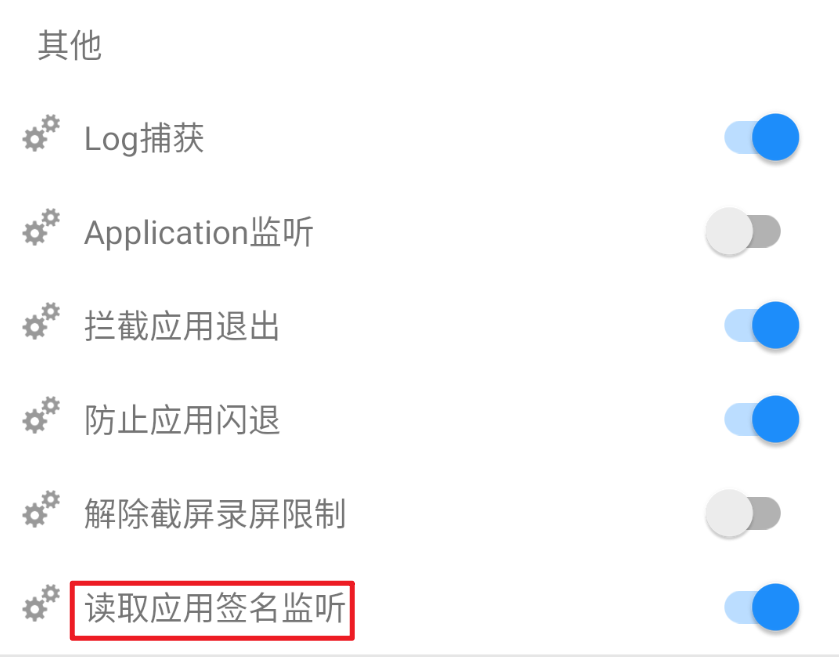 其他
Log捕获
Application监听
拦截应用退出
防止应用闪退
解除截屏录屏限制
读取应用签名监听